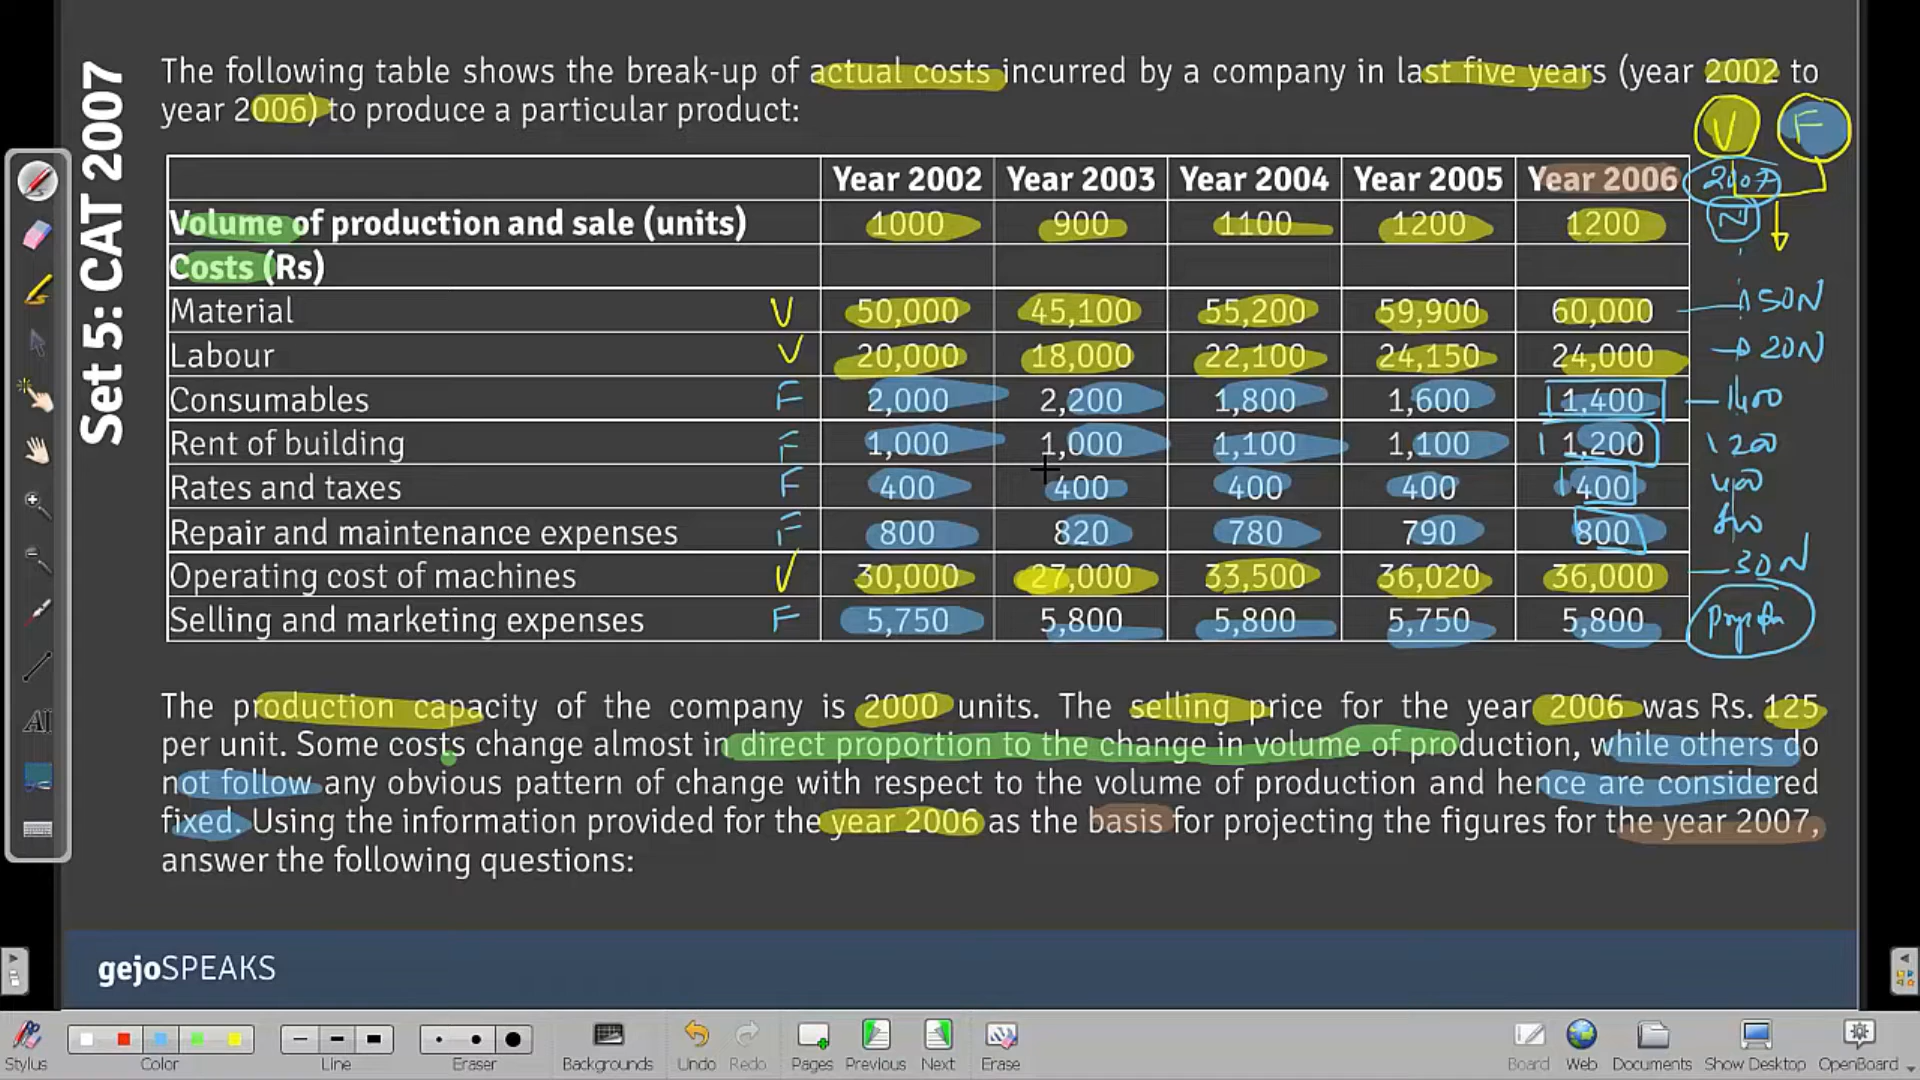 Set 5: CAT 2007
The following table shows the break-up of actual costs incurred by a company in last five years (year 2002 to
year 2006) to produce a particular product:
V F
Year 2002 Year 2003 Year 2004 Year 2005 Year 2006 2007
Volume of production and sale (units) 1000 900 1100 1200 1200 N
Costs (Rs)
Material V 50,000 45,100 55,200 59,900 60,000 50N
Labour V 20,000 18,000 22,100 24,150 24,000 20N
Consumables F 2,000 2,200 1,800 1,600 1,400 1400
Rent of building F 1,000 1,000 1,100 1,100 1,200 1200
Rates and taxes F 400 400 400 400 400 400
Repair and maintenance expenses F 800 820 780 790 800 800
Operating cost of machines V 30,000 27,000 33,500 36,020 36,000 30N
Selling and marketing expenses F 5,750 5,800 5,800 5,750 5,800
The production capacity of the company is 2000 units. The selling price for the year 2006 was Rs. 125
per unit. Some costs change almost in direct proportion to the change in volume of production, while others do
not follow any obvious pattern of change with respect to the volume of production and hence are considered
fixed. Using the information provided for the year 2006 as the basis for projecting the figures for the year 2007,
answer the following questions:
gejoSPEAKS
Stylus Color Line Eraser Backgrounds Undo Redo Pages Previous Next Erase Board Web Documents Show Desktop OpenBoard